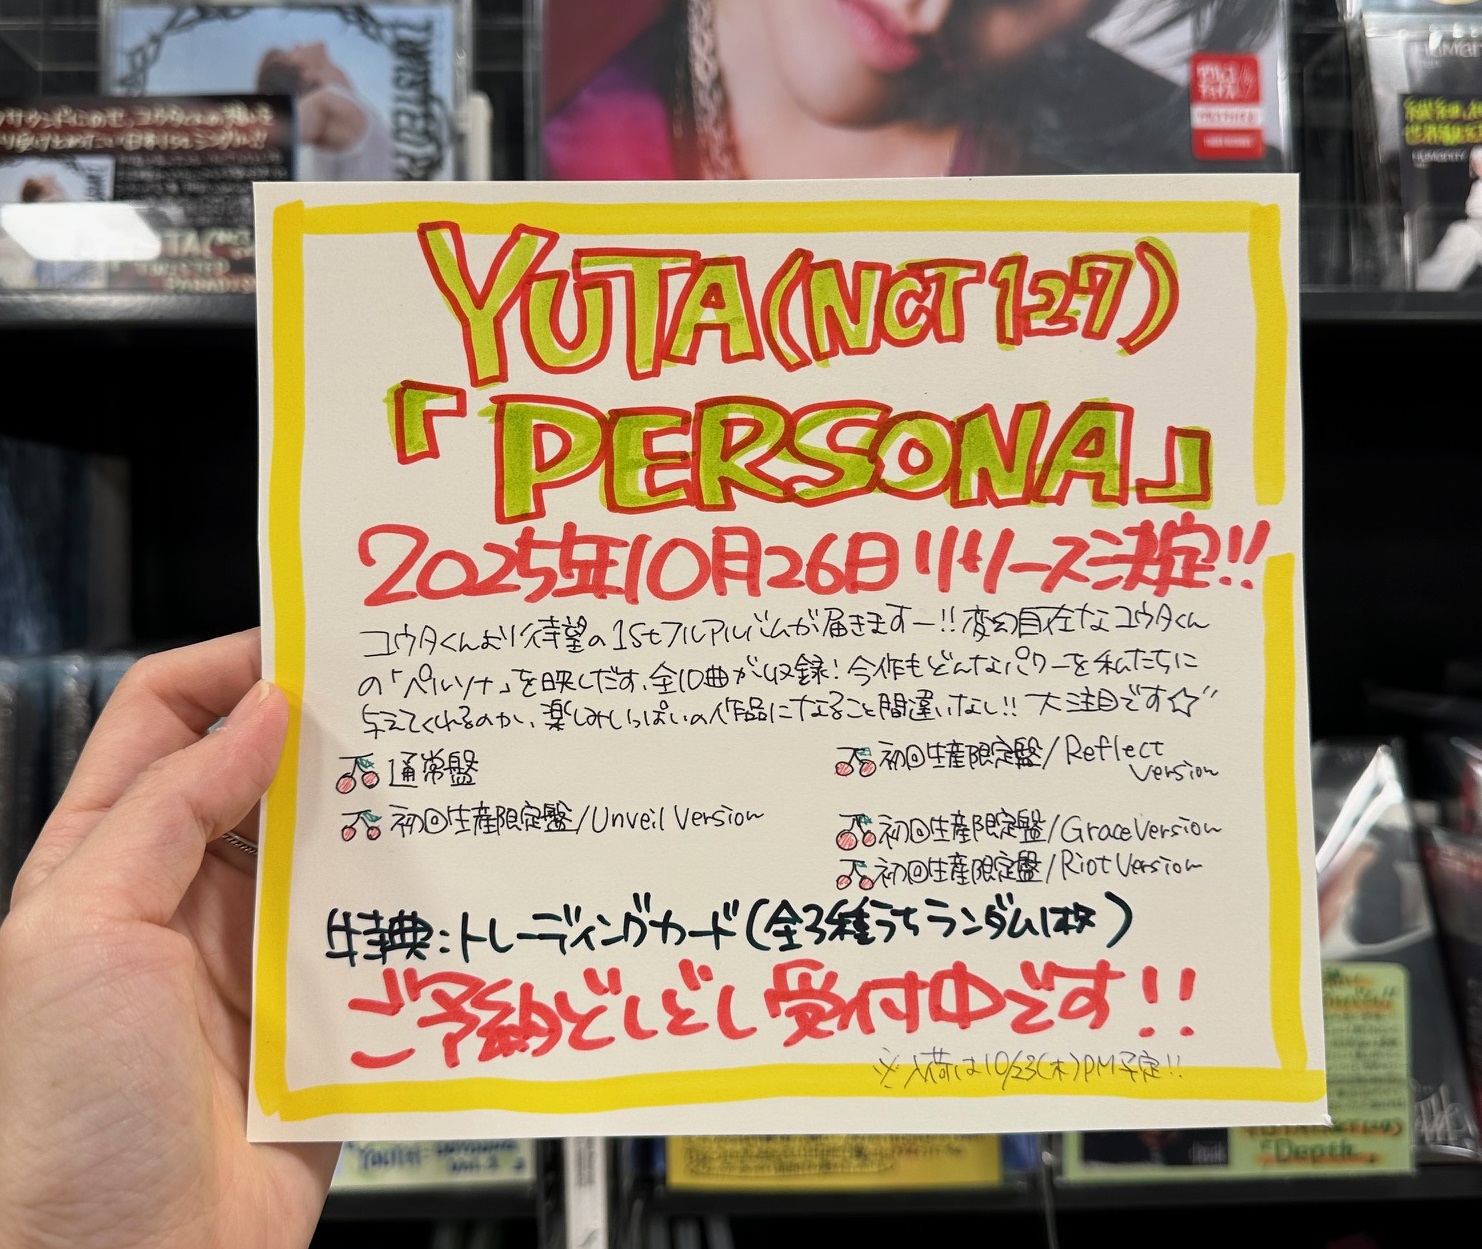 YUTA(NCT 127)
「PERSONA」
2025年10月26日リリース決定!!
ユウタくんより待望の1stフルアルバムが届きますー!!変幻自在なユウタくん
の「ペルソナ」を映しだす、全10曲が収録!今作もどんなパワーを私たちに
与えてくれるのか、楽しみいっぱいの作品になること間違いなし!!大注目です☆
通常盤
初回生産限定盤/Unveil Version
初回生産限定盤/Reflect
Version
初回生産限定盤/Grace Version
初回生産限定盤/Riot Version
特典:トレーディングカード(全3種うちランダム1枚)
ご予約どしどし受付中です!!
※入荷は10/23(木)PM予定!!
「Depth